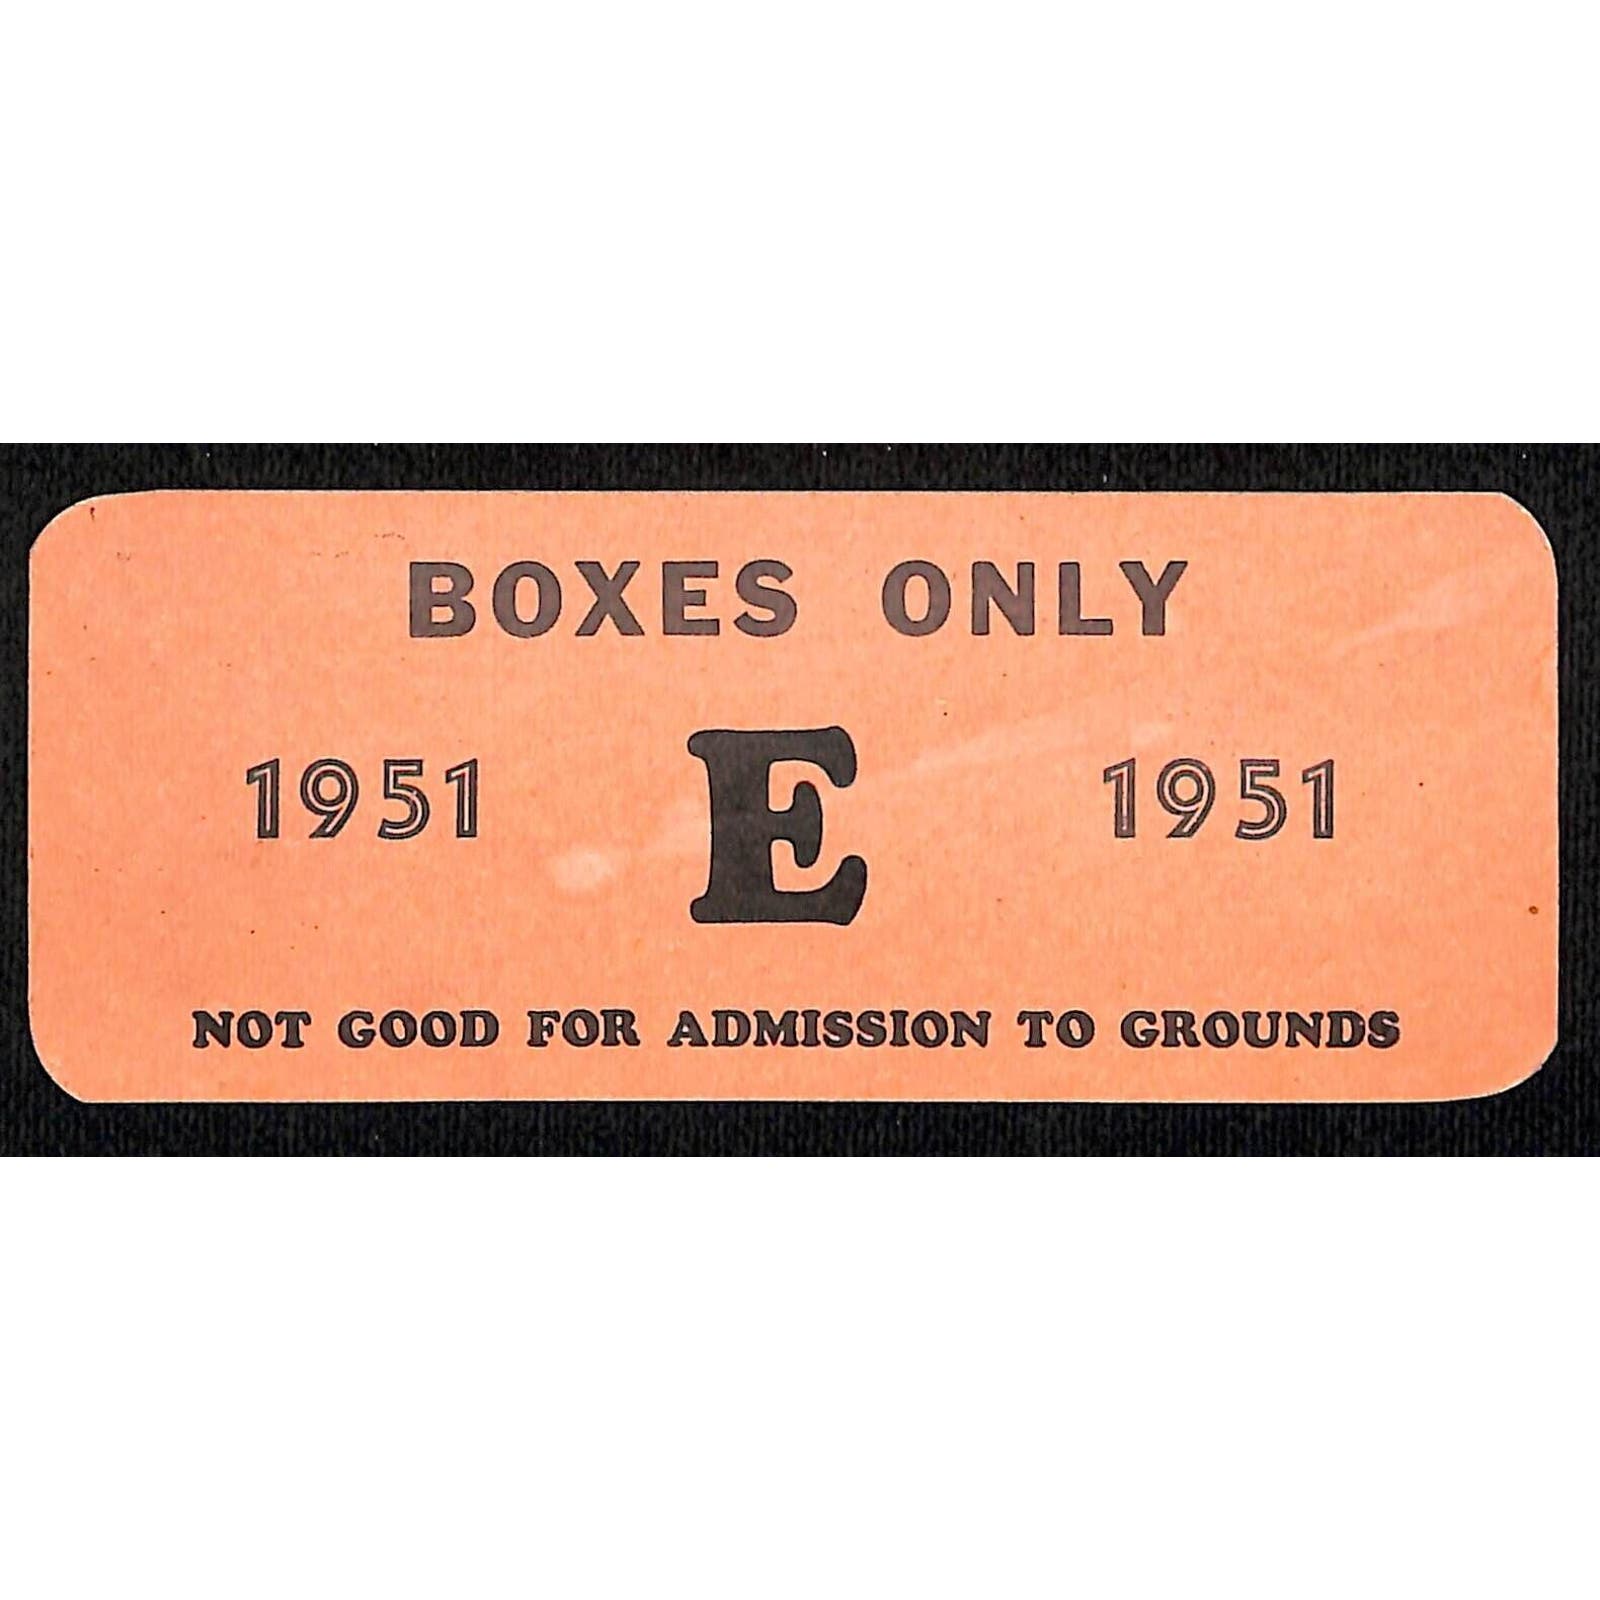 BOXES ONLY
1951 E 1951
NOT GOOD FOR ADMISSION TO GROUNDS